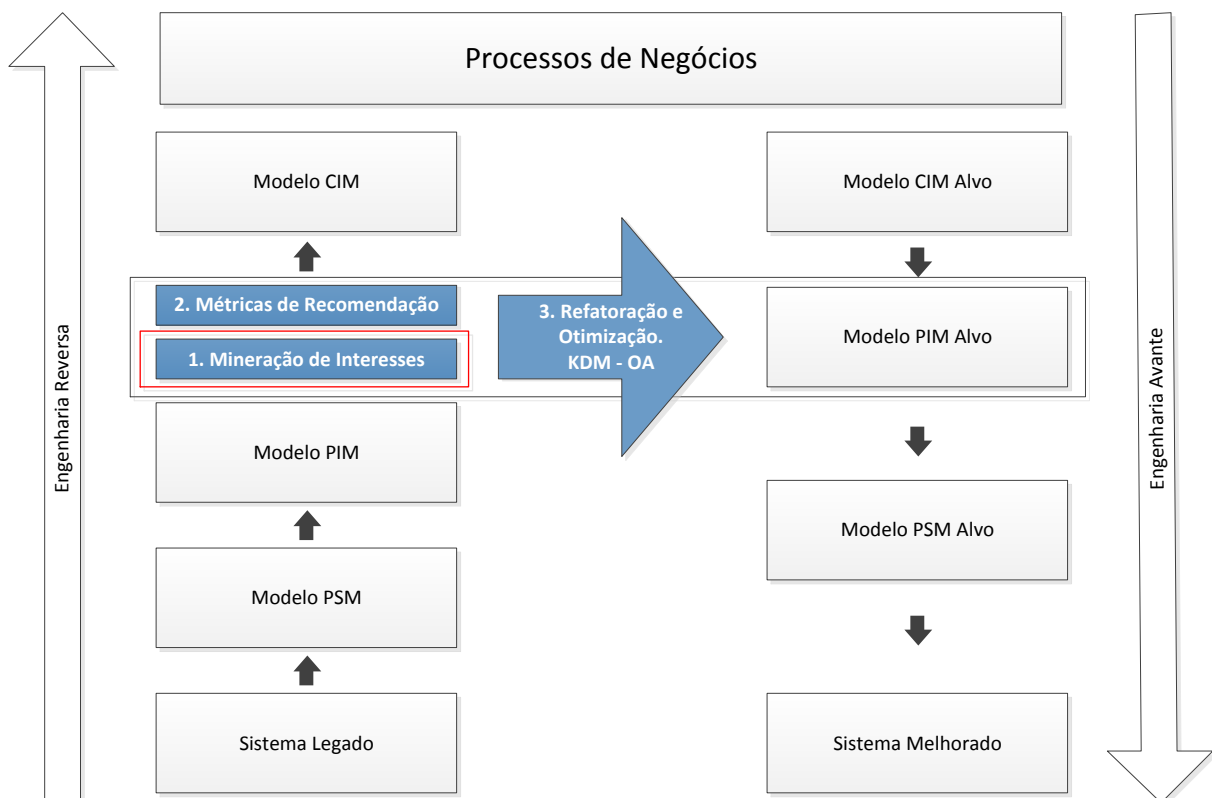 Processos de Negócios
Modelo CIM
Modelo CIM Alvo
2. Métricas de Recomendação
1. Mineração de Interesses
3. Refatoração e
Otimização.
KDM - OA
Modelo PIM Alvo
Modelo PIM
Modelo PSM Alvo
Modelo PSM
Sistema Legado
Sistema Melhorado
Engenharia Reversa
Engenharia Avante